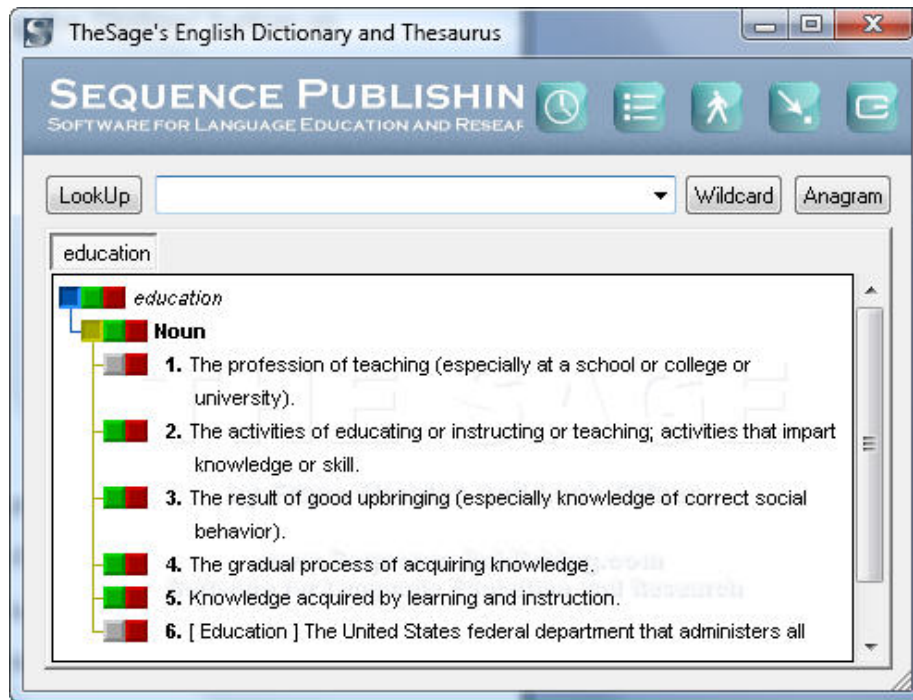 TheSage's English Dictionary and Thesaurus
SEQUENCE PUBLISHIN
SOFTWARE FOR LANGUAGE EDUCATION AND RESEAR
LookUp Wildcard Anagram
education
education
Noun
1. The profession of teaching (especially at a school or college or
university).
2. The activities of educating or instructing or teaching; activities that impart
knowledge or skill.
3. The result of good upbringing (especially knowledge of correct social
behavior).
4. The gradual process of acquiring knowledge.
5. Knowledge acquired by learning and instruction.
6. [ Education ] The United States federal department that administers all